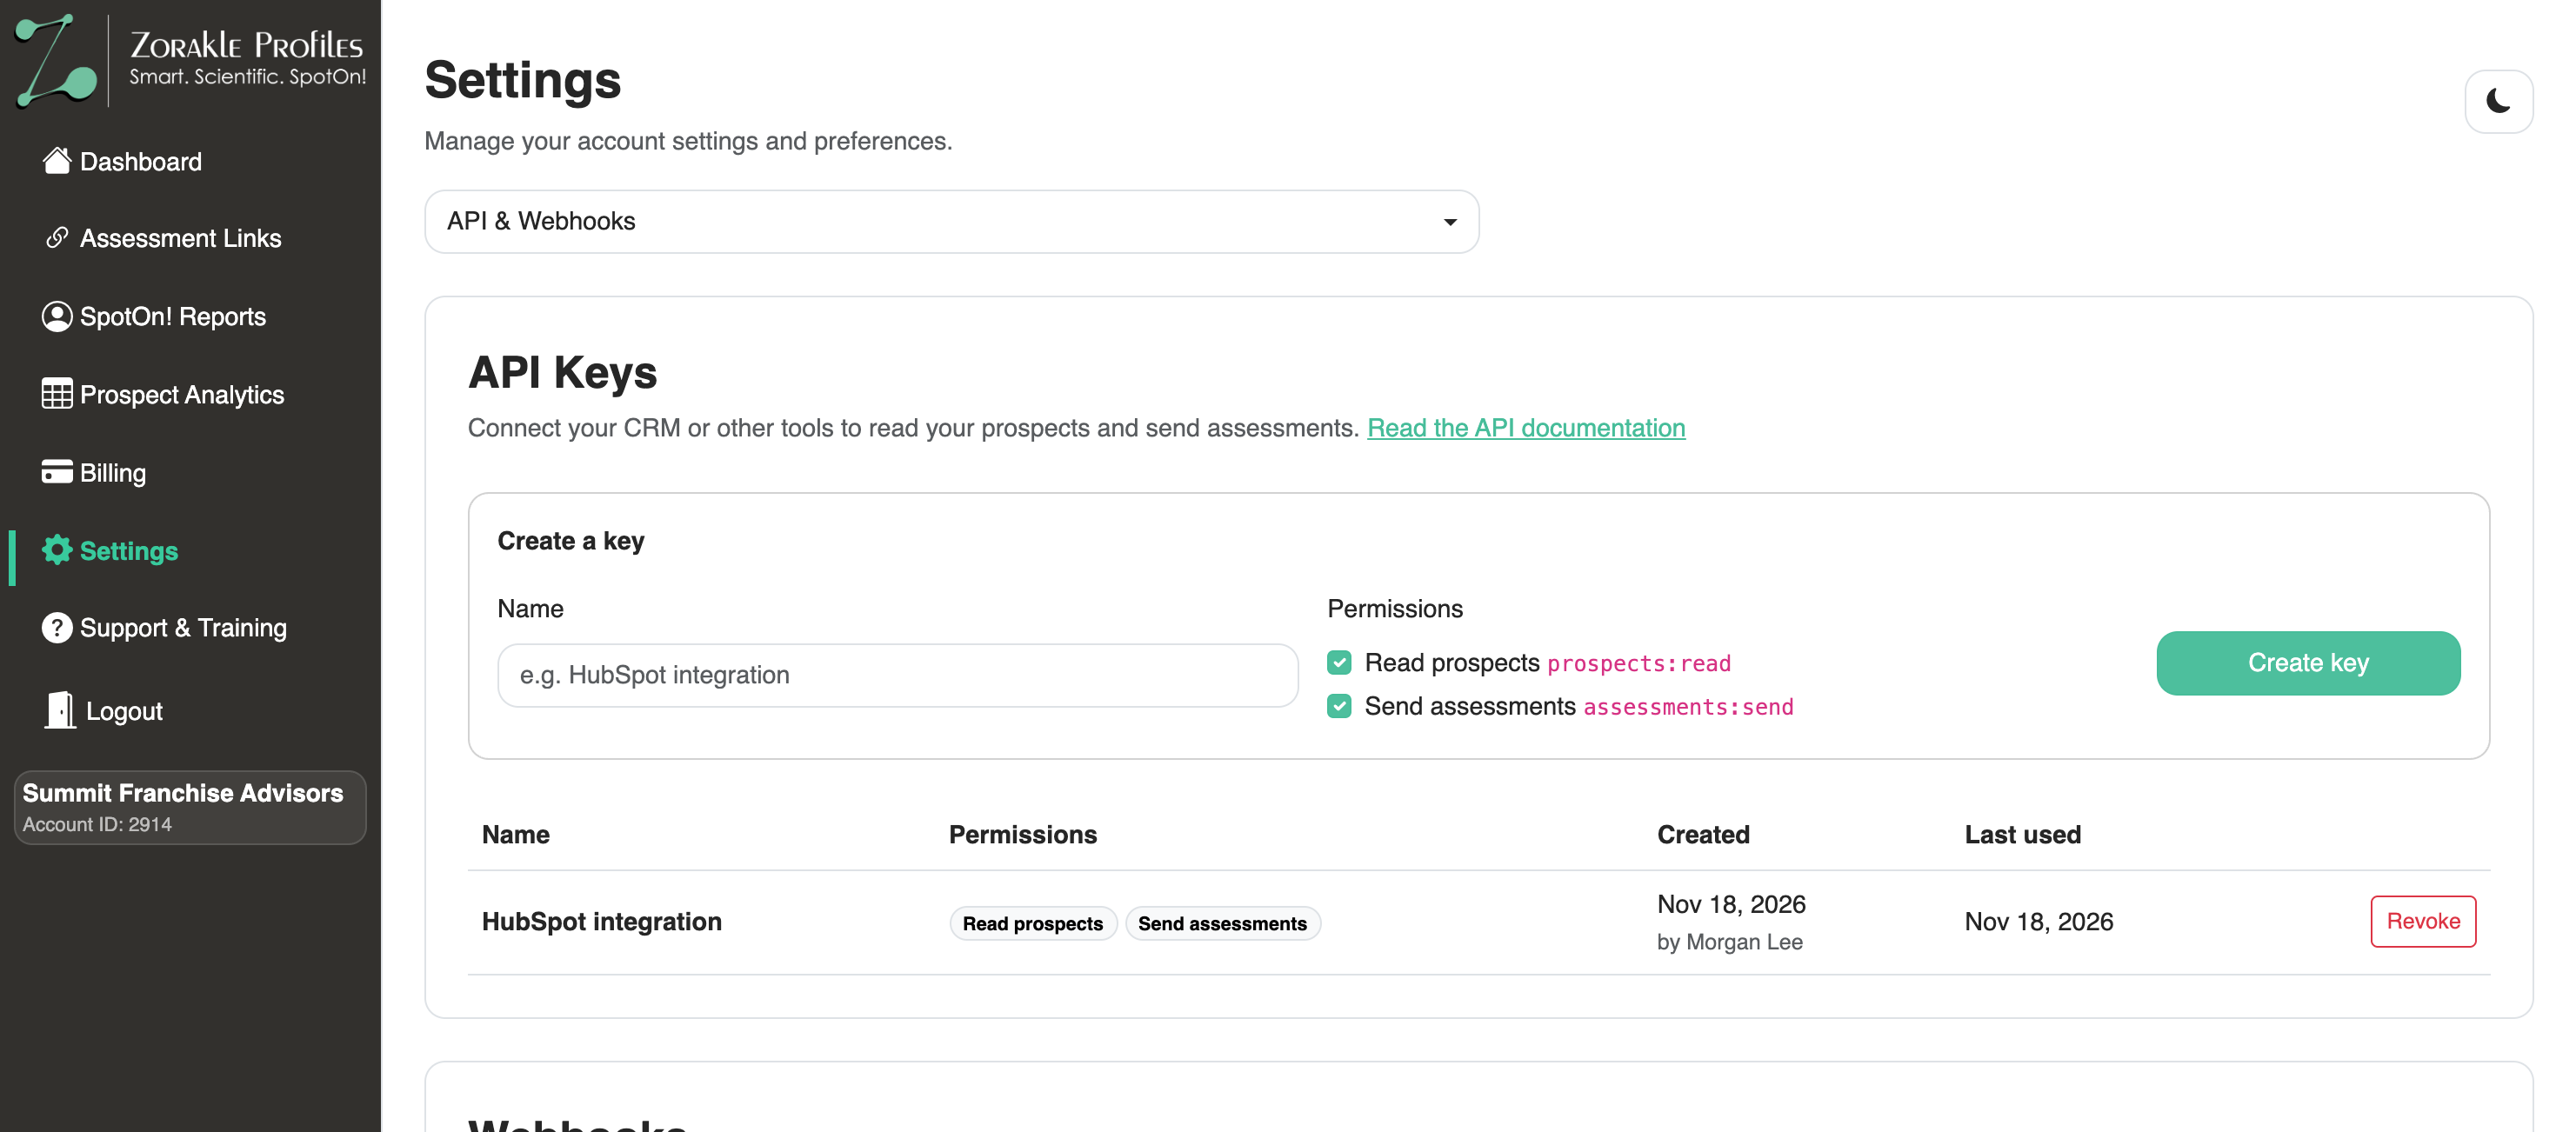 Zorakle Profiles
Smart. Scientific. SpotOn!
Dashboard
Assessment Links
SpotOn! Reports
Prospect Analytics
Billing
Settings
Support & Training
Logout
Summit Franchise Advisors
Account ID: 2914
Settings
Manage your account settings and preferences.
API & Webhooks
API Keys
Connect your CRM or other tools to read your prospects and send assessments. Read the API documentation
Create a key
Name
e.g. HubSpot integration
Permissions
Read prospects prospects:read
Send assessments assessments:send
Create key
Name Permissions Created Last used
HubSpot integration Read prospects Send assessments Nov 18, 2026 by Morgan Lee Nov 18, 2026 Revoke
Webhooks